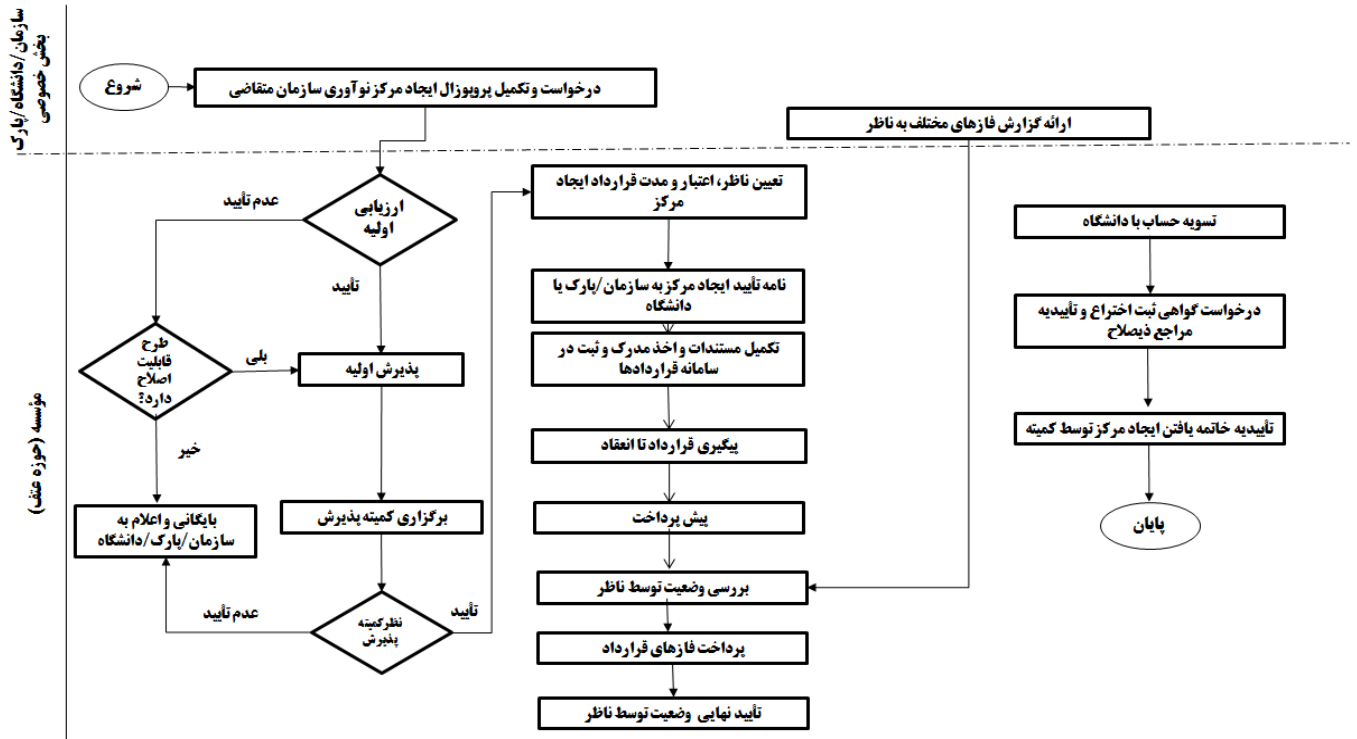 سازمان/دانشگاه/پارک
بخش خصوصی
شروع
درخواست و تکمیل پروپوزال ایجاد مرکز نوآوری سازمان متقاضی
ارائه گزارش فازهای مختلف به ناظر
مؤسسه (حوزه عتف)
ارزیابی
اولیه
عدم تأیید
تأیید
طرح
قابلیت
اصلاح
دارد؟
بلی
خیر
پذیرش اولیه
بایگانی و اعلام به
سازمان/پارک/دانشگاه
برگزاری کمیته پذیرش
نظرکمیته
پذیرش
عدم تأیید
تأیید
تعیین ناظر، اعتبار و مدت قرارداد ایجاد
مرکز
نامه تأیید ایجاد مرکز به سازمان/پارک یا
دانشگاه
تکمیل مستندات و اخذ مدرک و ثبت در
سامانه قراردادها
پیگیری قرارداد تا انعقاد
پیش پرداخت
بررسی وضعیت توسط ناظر
پرداخت فازهای قرارداد
تأیید نهایی وضعیت توسط ناظر
تسویه حساب با دانشگاه
درخواست گواهی ثبت اختراع و تأییدیه
مراجع ذیصلاح
تأییدیه خاتمه یافتن ایجاد مرکز توسط کمیته
پایان